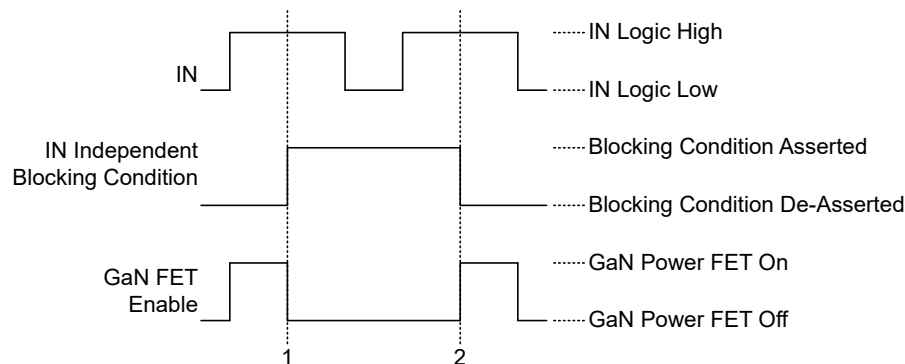 IN
IN Logic High
IN Logic Low
IN Independent
Blocking Condition
Blocking Condition Asserted
Blocking Condition De-Asserted
GaN FET
Enable
GaN Power FET On
GaN Power FET Off
1
2